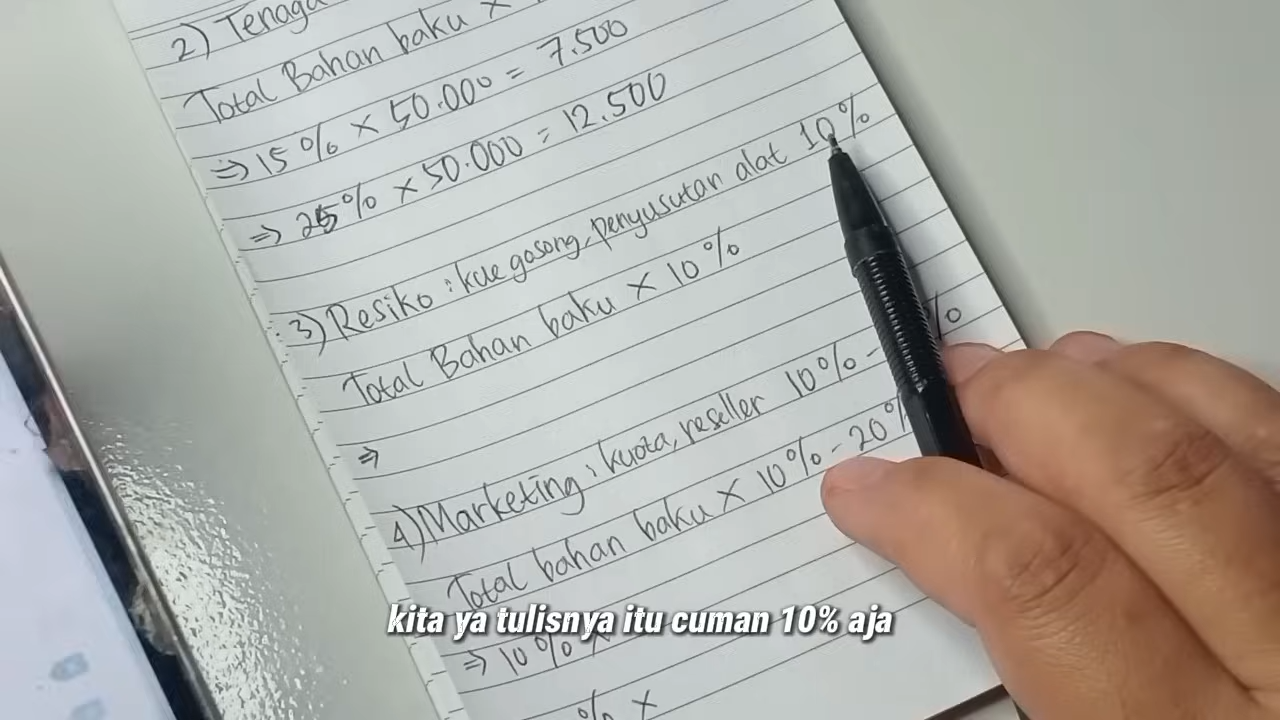 2) Tenaga
Total Bahan baku ×
⇒ 15% × 50.000 = 7.500
⇒ 25% × 50.000 = 12.500
3) Resiko : kue gosong, penyusutan alat 10%
Total Bahan baku × 10%
⇒
4) Marketing : kuota, reseller 10% - %
Total bahan baku × 10% - 20%
⇒ 10% ×
% ×
kita ya tulisnya itu cuman 10% aja